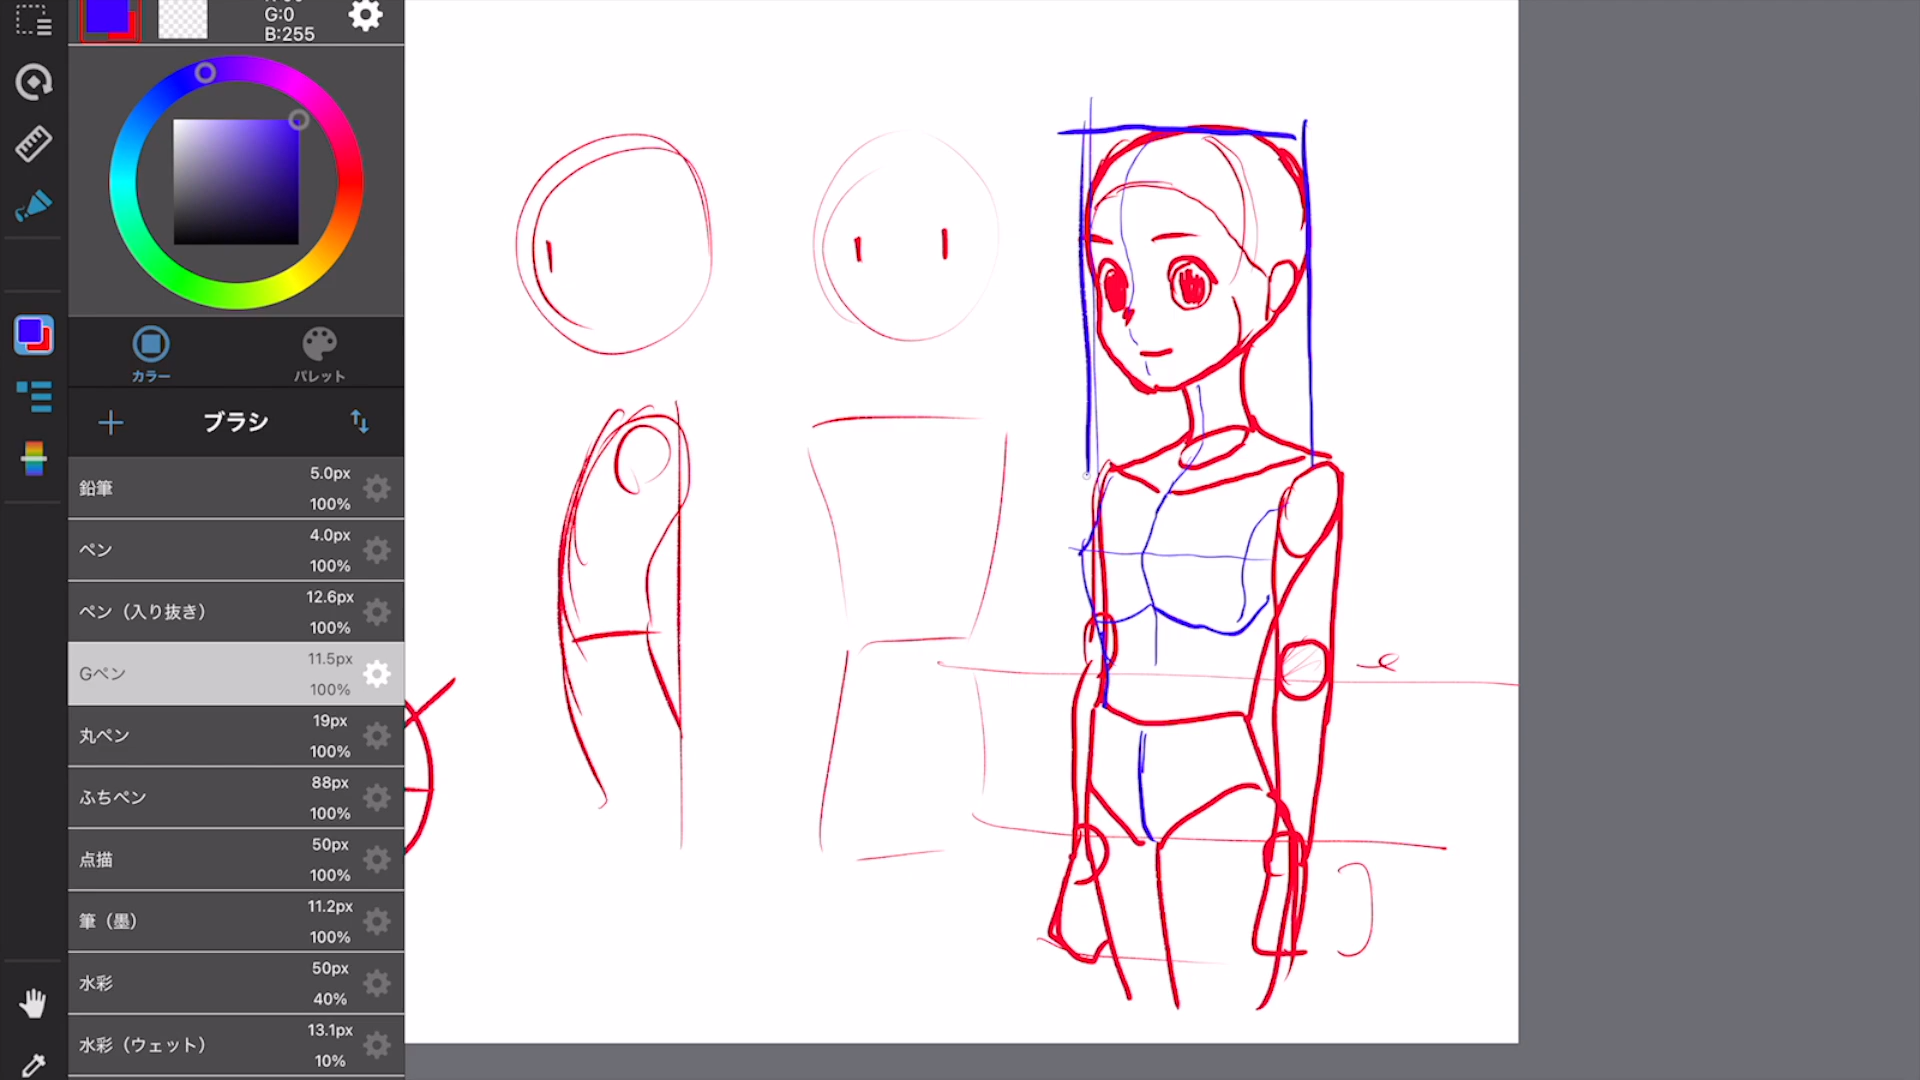 G:0
B:255
カラー
パレット
ブラシ
鉛筆 5.0px 100%
ペン 4.0px 100%
ペン（入り抜き） 12.6px 100%
Gペン 11.5px 100%
丸ペン 19px 100%
ふちペン 88px 100%
点描 50px 100%
筆（墨） 11.2px 100%
水彩 50px 40%
水彩（ウェット） 13.1px 10%